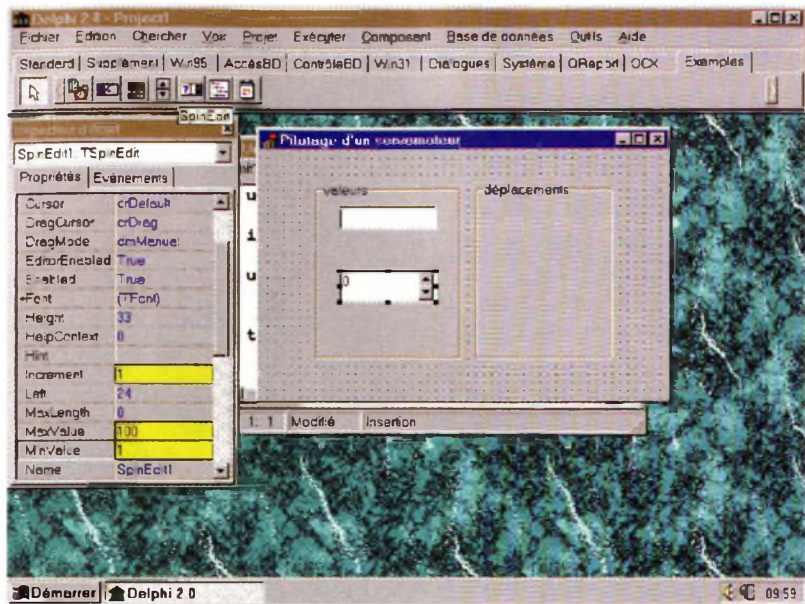 Delphi 2.0 - Project1
Fichier Edition Chercher Voir Projet Exécuter Composant Base de données Outils Aide
Standard Supplément Win95 AccèsBD ContrôleBD Win31 Dialogues Système QReport OCX Exemples
SpinEdit
SpinEdit1: TSpinEdit
Propriétés Evénements
Cursor crDefault
DragCursor crDrag
DragMode dmManuel
EditorEnabled True
Enabled True
+Font (TFont)
Height 33
HelpContext 0
Hint
Increment 1
Left 24
MaxLength 0
MaxValue 100
MinValue 1
Name SpinEdit1
Pilotage d'un servomoteur
valeurs
déplacements
0
u
i
u
t
1: 1 Modifié Insertion
Démarrer Delphi 2.0
09:59